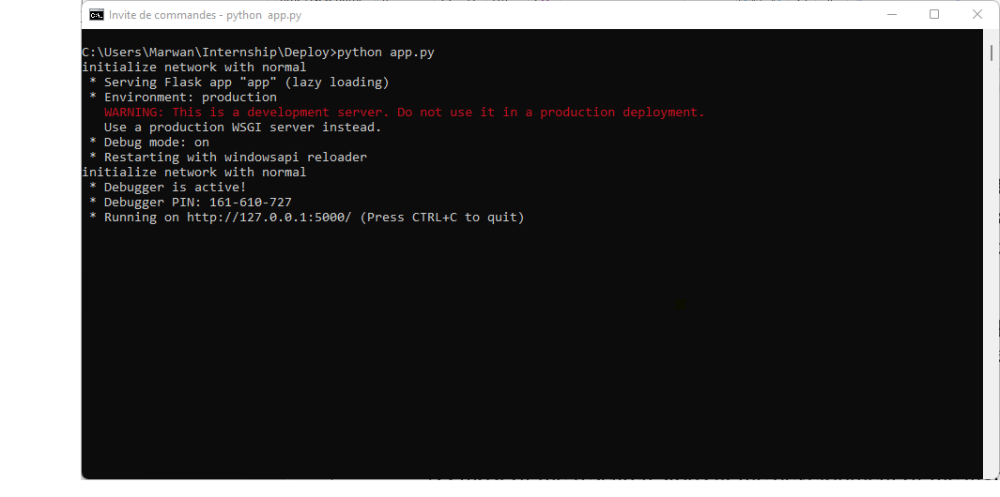 Invite de commandes - python  app.py
C:\Users\Marwan\Internship\Deploy>python app.py
initialize network with normal
 * Serving Flask app "app" (lazy loading)
 * Environment: production
   WARNING: This is a development server. Do not use it in a production deployment.
   Use a production WSGI server instead.
 * Debug mode: on
 * Restarting with windowsapi reloader
initialize network with normal
 * Debugger is active!
 * Debugger PIN: 161-610-727
 * Running on http://127.0.0.1:5000/ (Press CTRL+C to quit)